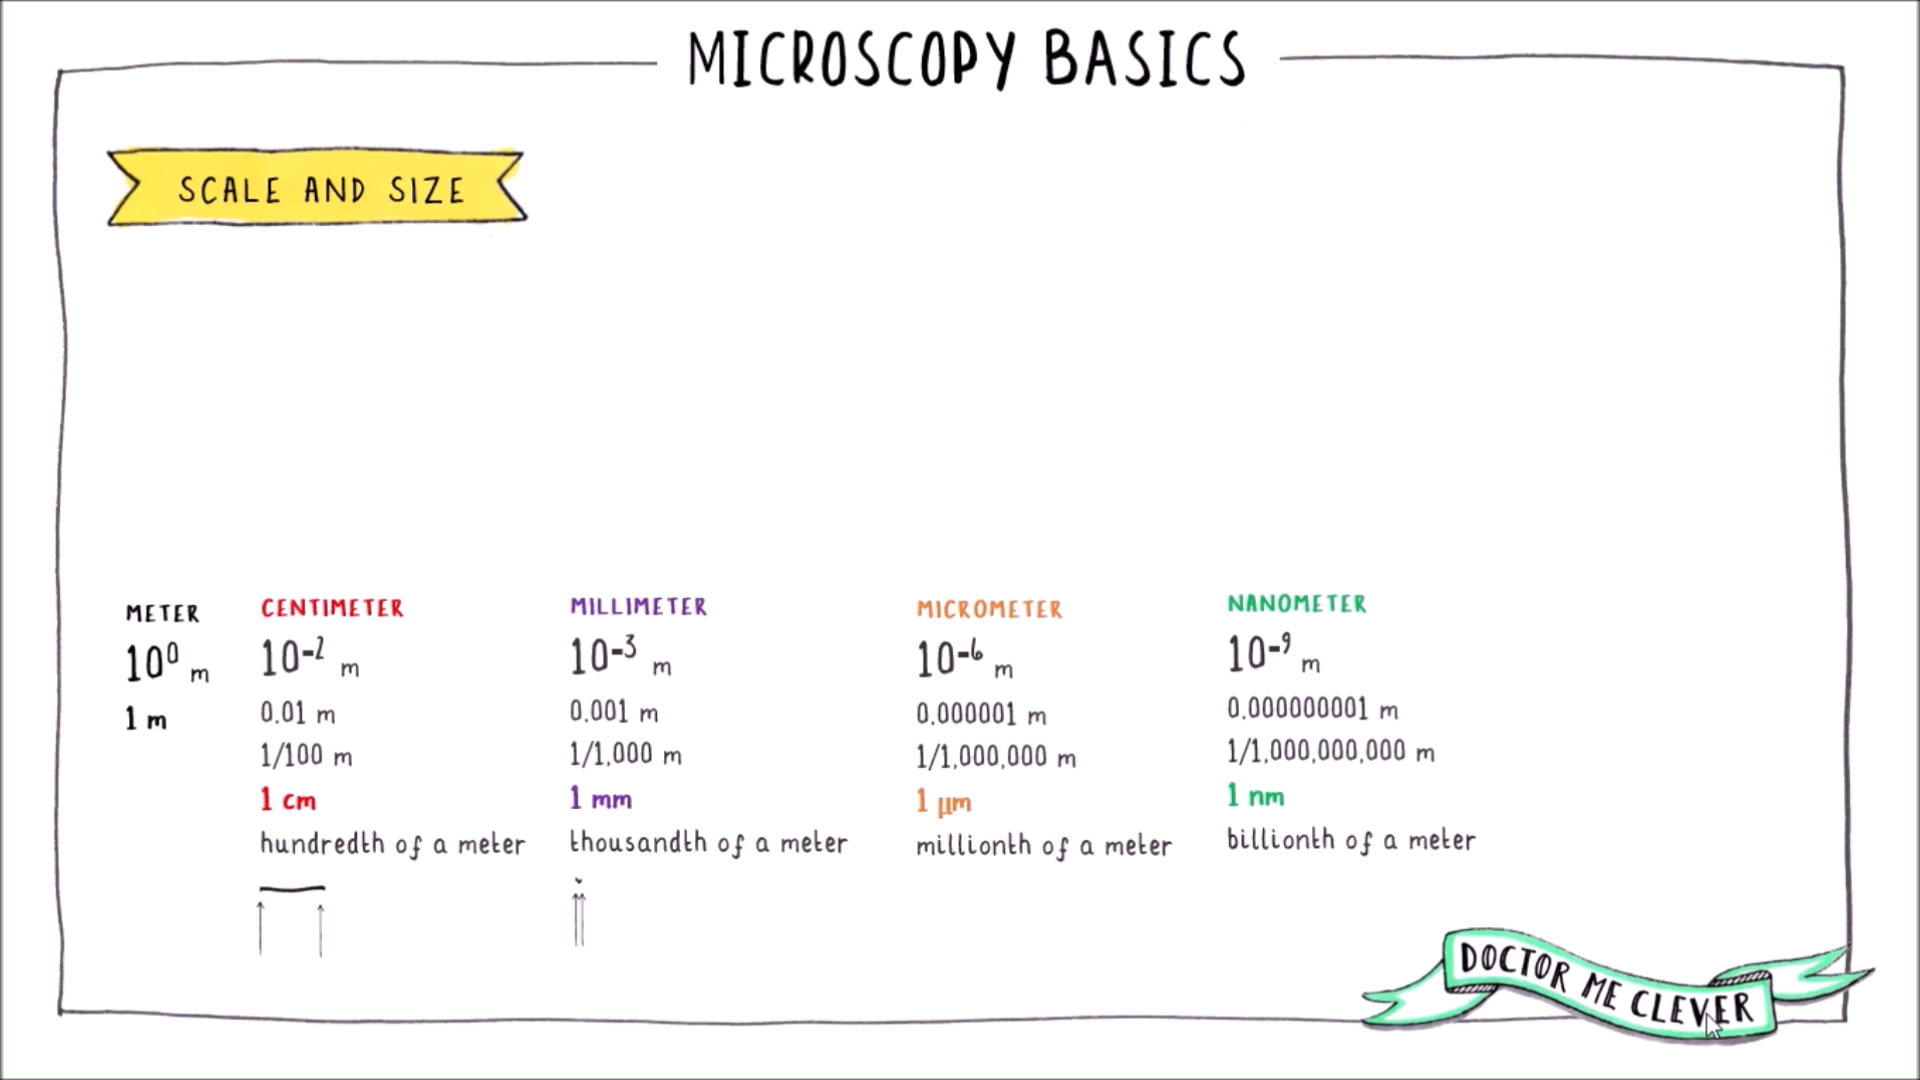 MICROSCOPY BASICS
SCALE AND SIZE
METER
10⁰ m
1 m
CENTIMETER
10⁻² m
0.01 m
1/100 m
1 cm
hundredth of a meter
MILLIMETER
10⁻³ m
0.001 m
1/1,000 m
1 mm
thousandth of a meter
MICROMETER
10⁻⁶ m
0.000001 m
1/1,000,000 m
1 µm
millionth of a meter
NANOMETER
10⁻⁹ m
0.000000001 m
1/1,000,000,000 m
1 nm
billionth of a meter
DOCTOR ME CLEVER